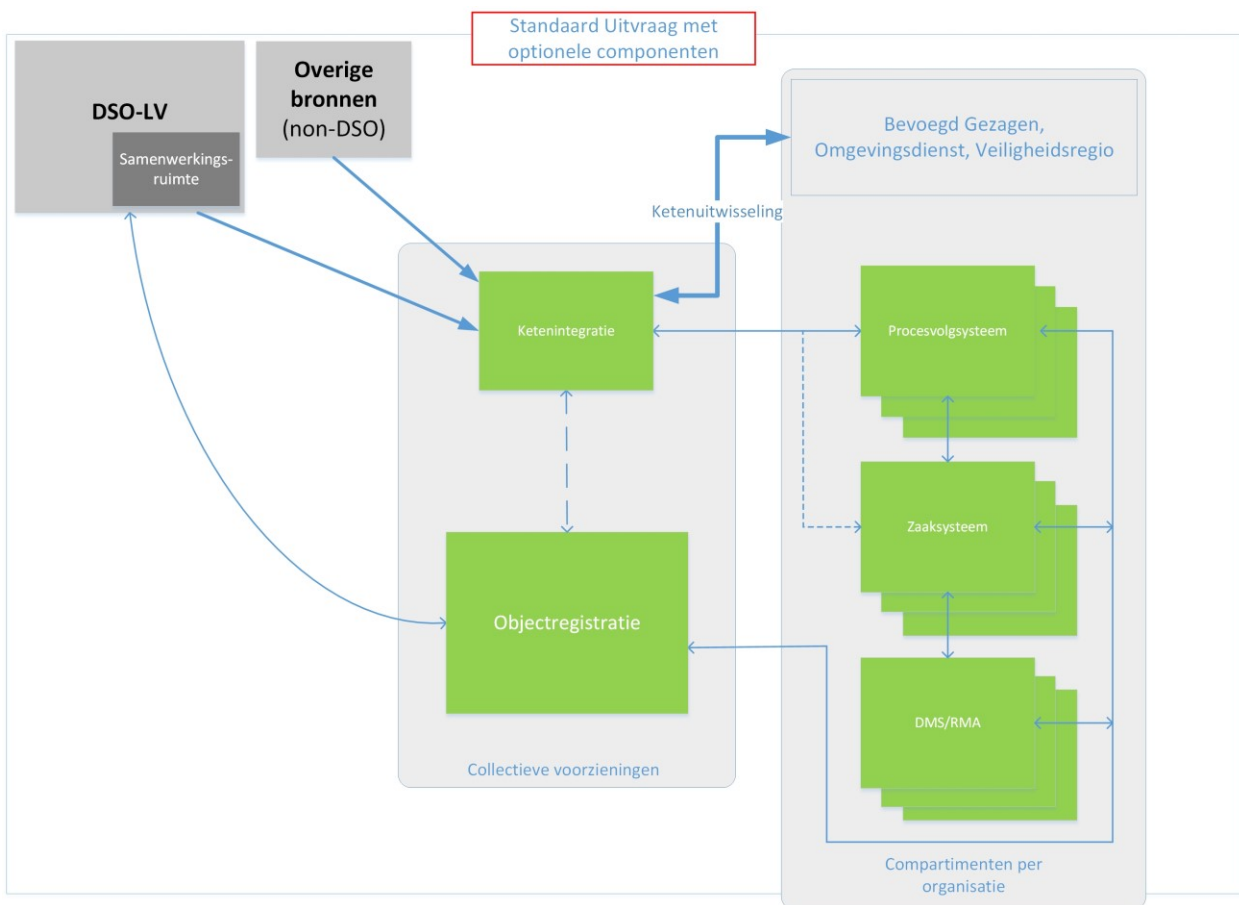 Standaard Uitvraag met
optionele componenten
DSO-LV
Samenwerkings-
ruimte
Overige
bronnen
(non-DSO)
Bevoegd Gezagen,
Omgevingsdienst, Veiligheidsregio
Ketenuitwisseling
Ketenintegratie
Procesvolgsysteem
Zaaksysteem
Objectregistratie
DMS/RMA
Collectieve voorzieningen
Compartimenten per
organisatie